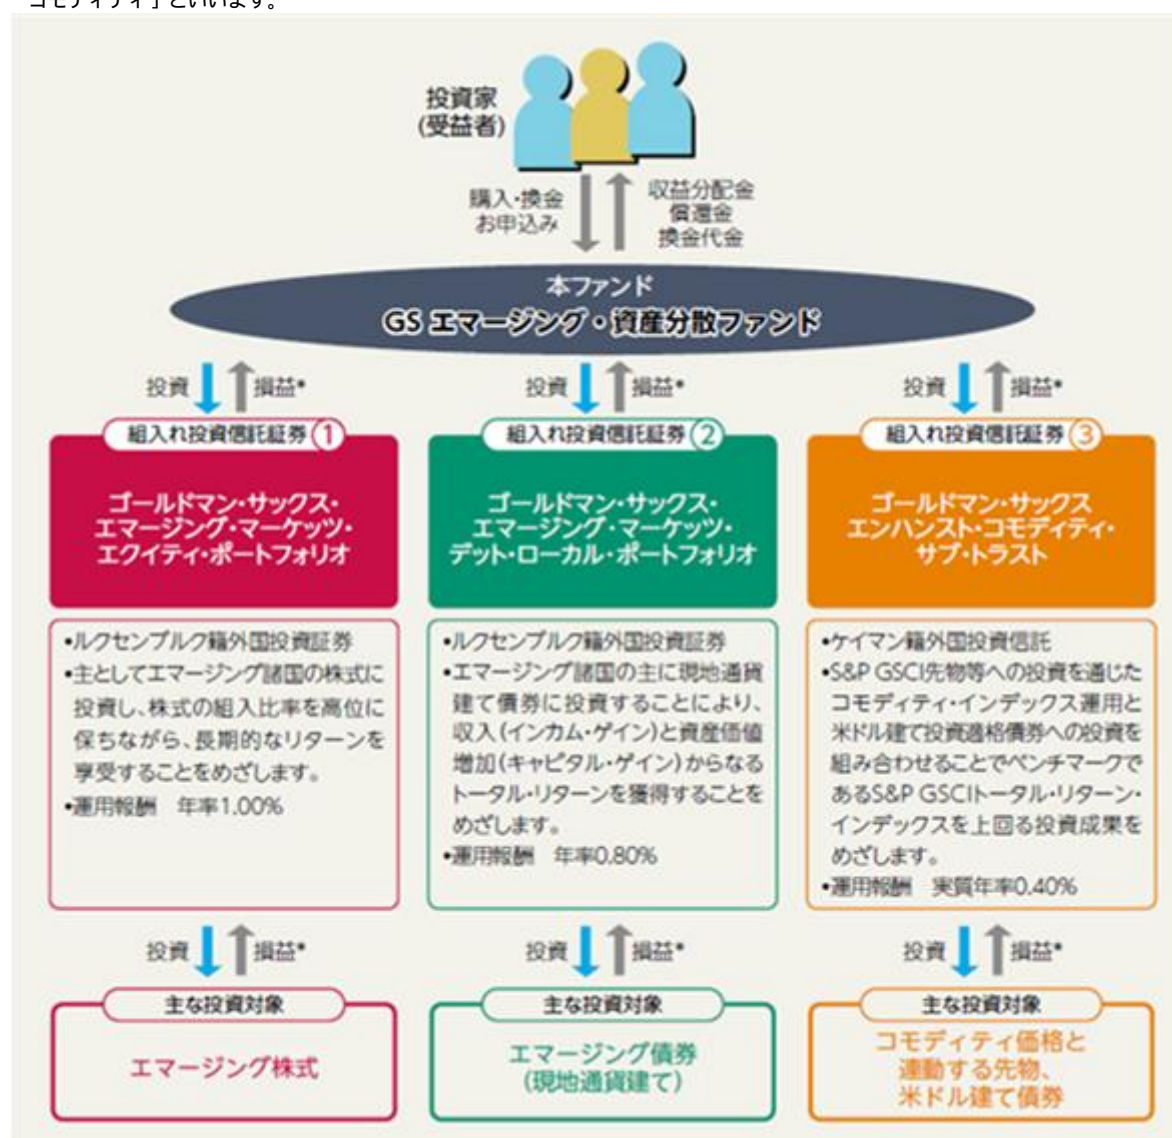 コモディティ」といいます。
投資家
(受益者)
購入・換金
お申込み
収益分配金
償還金
換金代金
本ファンド
GS エマージング・資産分散ファンド
投資
損益*
投資
損益*
投資
損益*
組入れ投資信託証券①
ゴールドマン・サックス・
エマージング・マーケッツ・
エクイティ・ポートフォリオ
•ルクセンブルク籍外国投資証券
•主としてエマージング諸国の株式に
投資し、株式の組入比率を高位に
保ちながら、長期的なリターンを
享受することをめざします。
•運用報酬 年率1.00%
投資
損益*
主な投資対象
エマージング株式
組入れ投資信託証券②
ゴールドマン・サックス・
エマージング・マーケッツ・
デット・ローカル・ポートフォリオ
•ルクセンブルク籍外国投資証券
•エマージング諸国の主に現地通貨
建て債券に投資することにより、
収入(インカム・ゲイン)と資産価値
増加(キャピタル・ゲイン)からなる
トータル・リターンを獲得することを
めざします。
•運用報酬 年率0.80%
投資
損益*
主な投資対象
エマージング債券
(現地通貨建て)
組入れ投資信託証券③
ゴールドマン・サックス
エンハンスト・コモディティ・
サブ・トラスト
•ケイマン籍外国投資信託
•S&P GSCI先物等への投資を通じた
コモディティ・インデックス運用と
米ドル建て投資適格債券への投資を
組み合わせることでベンチマークで
あるS&P GSCIトータル・リターン・
インデックスを上回る投資成果を
めざします。
•運用報酬 実質年率0.40%
投資
損益*
主な投資対象
コモディティ価格と
連動する先物、
米ドル建て債券